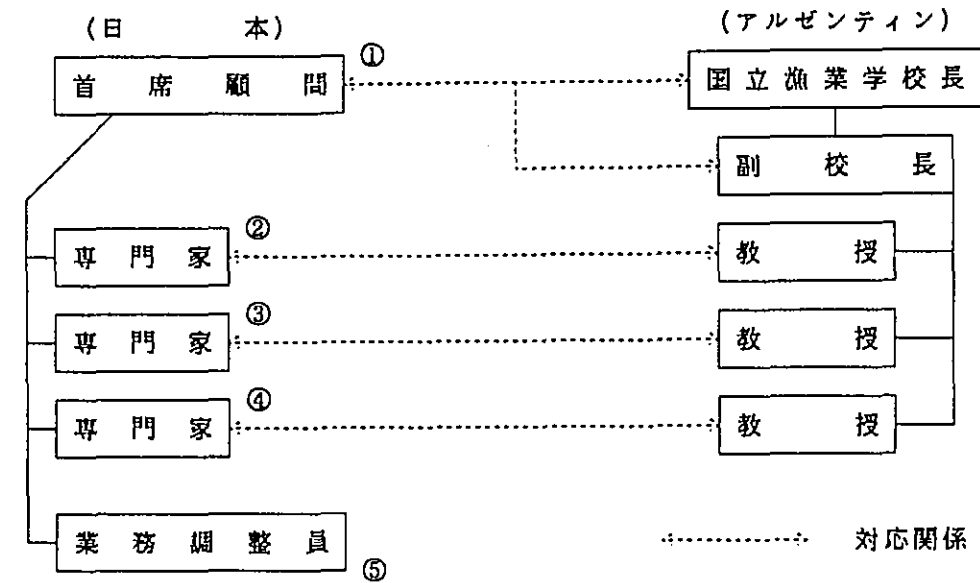 (日 本)
(アルゼンティン)
①
首席顧問
国立漁業学校長
副校長
②
専門家
教授
③
専門家
教授
④
専門家
教授
業務調整員
⑤
対応関係